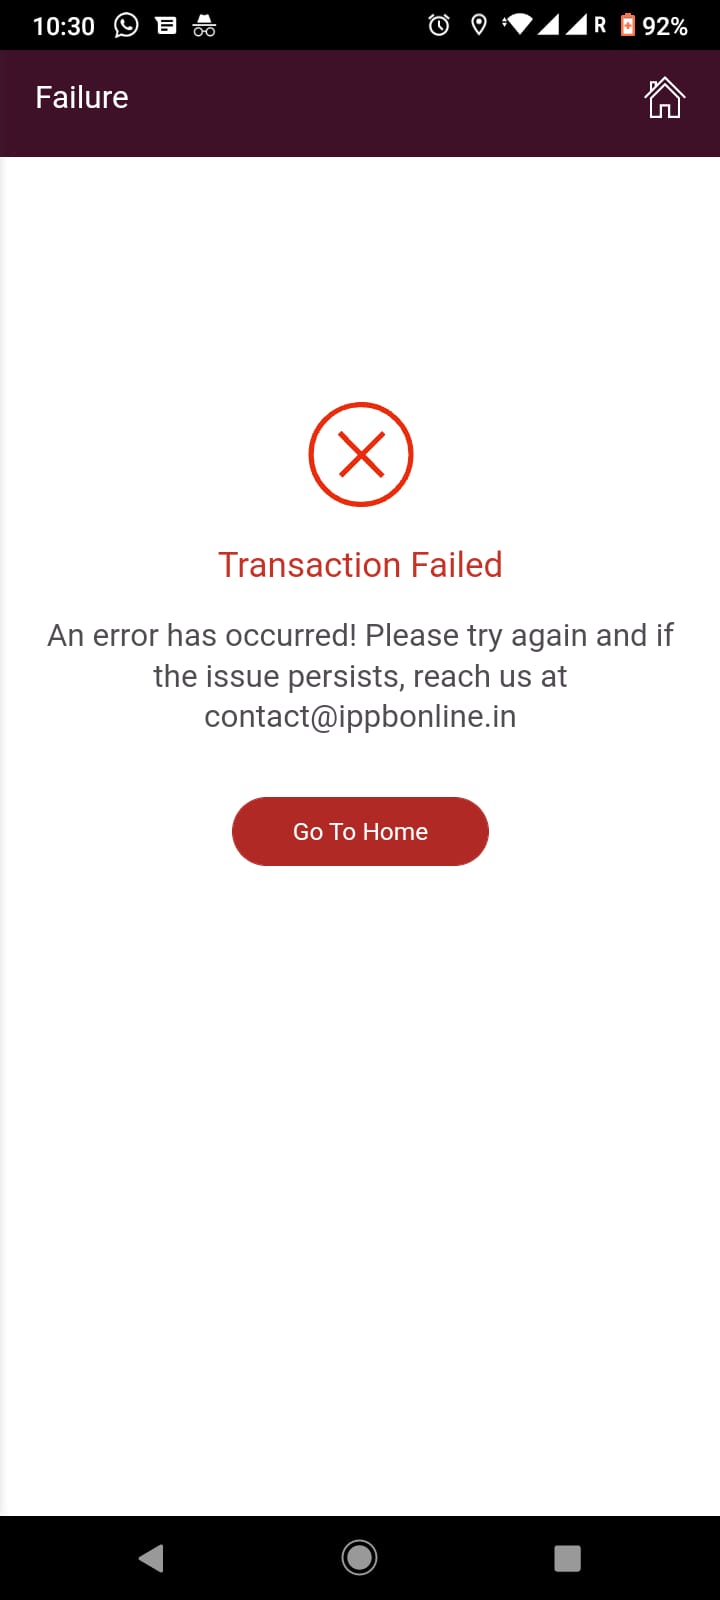 10:30 R 92%
Failure
Transaction Failed
An error has occurred! Please try again and if
the issue persists, reach us at
contact@ippbonline.in
Go To Home